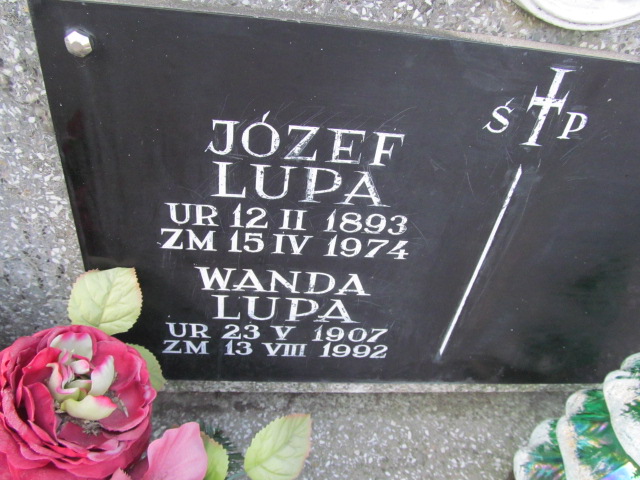 Ś P
JÓZEF
LUPA
UR 12 II 1893
ZM 15 IV 1974
WANDA
LUPA
UR 23 V 1907
ZM 13 VIII 1992